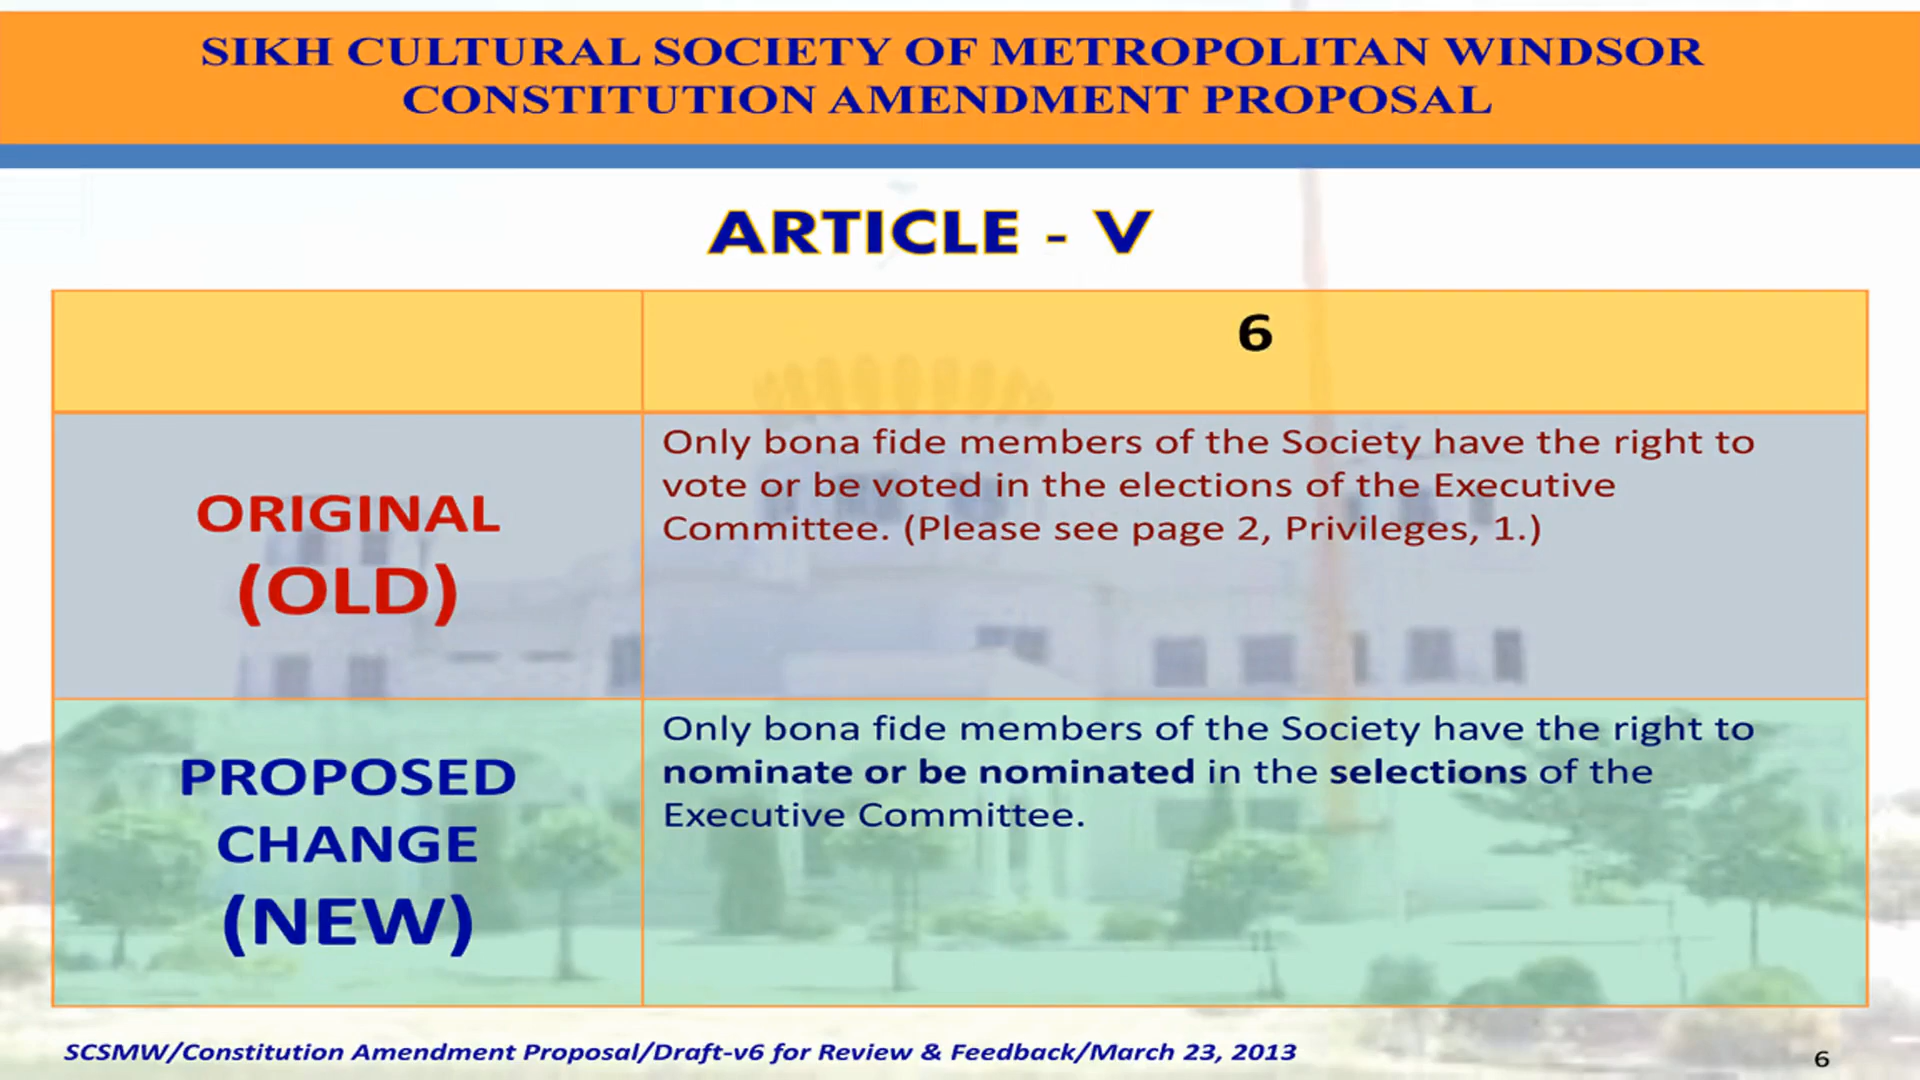 SIKH CULTURAL SOCIETY OF METROPOLITAN WINDSOR
CONSTITUTION AMENDMENT PROPOSAL
ARTICLE - V
6
ORIGINAL
(OLD)
Only bona fide members of the Society have the right to
vote or be voted in the elections of the Executive
Committee. (Please see page 2, Privileges, 1.)
PROPOSED
CHANGE
(NEW)
Only bona fide members of the Society have the right to
nominate or be nominated in the selections of the
Executive Committee.
SCSMW/Constitution Amendment Proposal/Draft-v6 for Review & Feedback/March 23, 2013
6